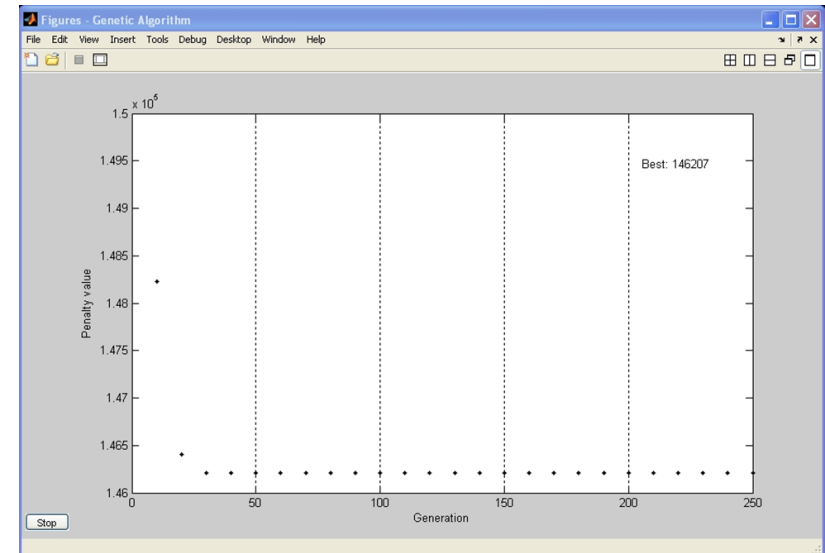 Figures - Genetic Algorithm
File Edit View Insert Tools Debug Desktop Window Help
x 10^5
1.5
1.495
Best: 146207
1.49
1.485
1.48
1.475
1.47
1.465
1.46
Penalty value
0 50 100 150 200 250
Generation
Stop